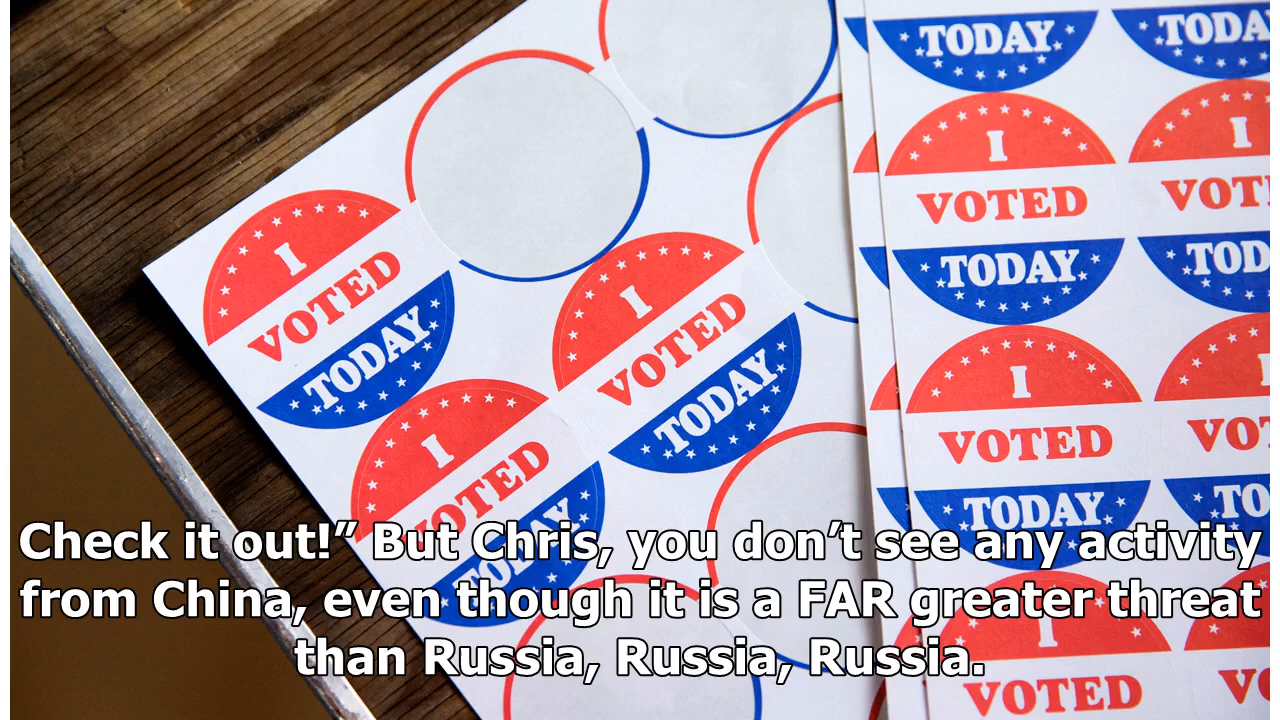 I
VOTED
TODAY
I
VOTED
TODAY
I
VOTED
TODAY
TODAY
I
VOTED
TODAY
I
VOTED
TODAY
I
VOTED
TODA
I
VOT
TOD
I
VO
TO
VO
Check it out!” But Chris, you don’t see any activity
from China, even though it is a FAR greater threat
than Russia, Russia, Russia.